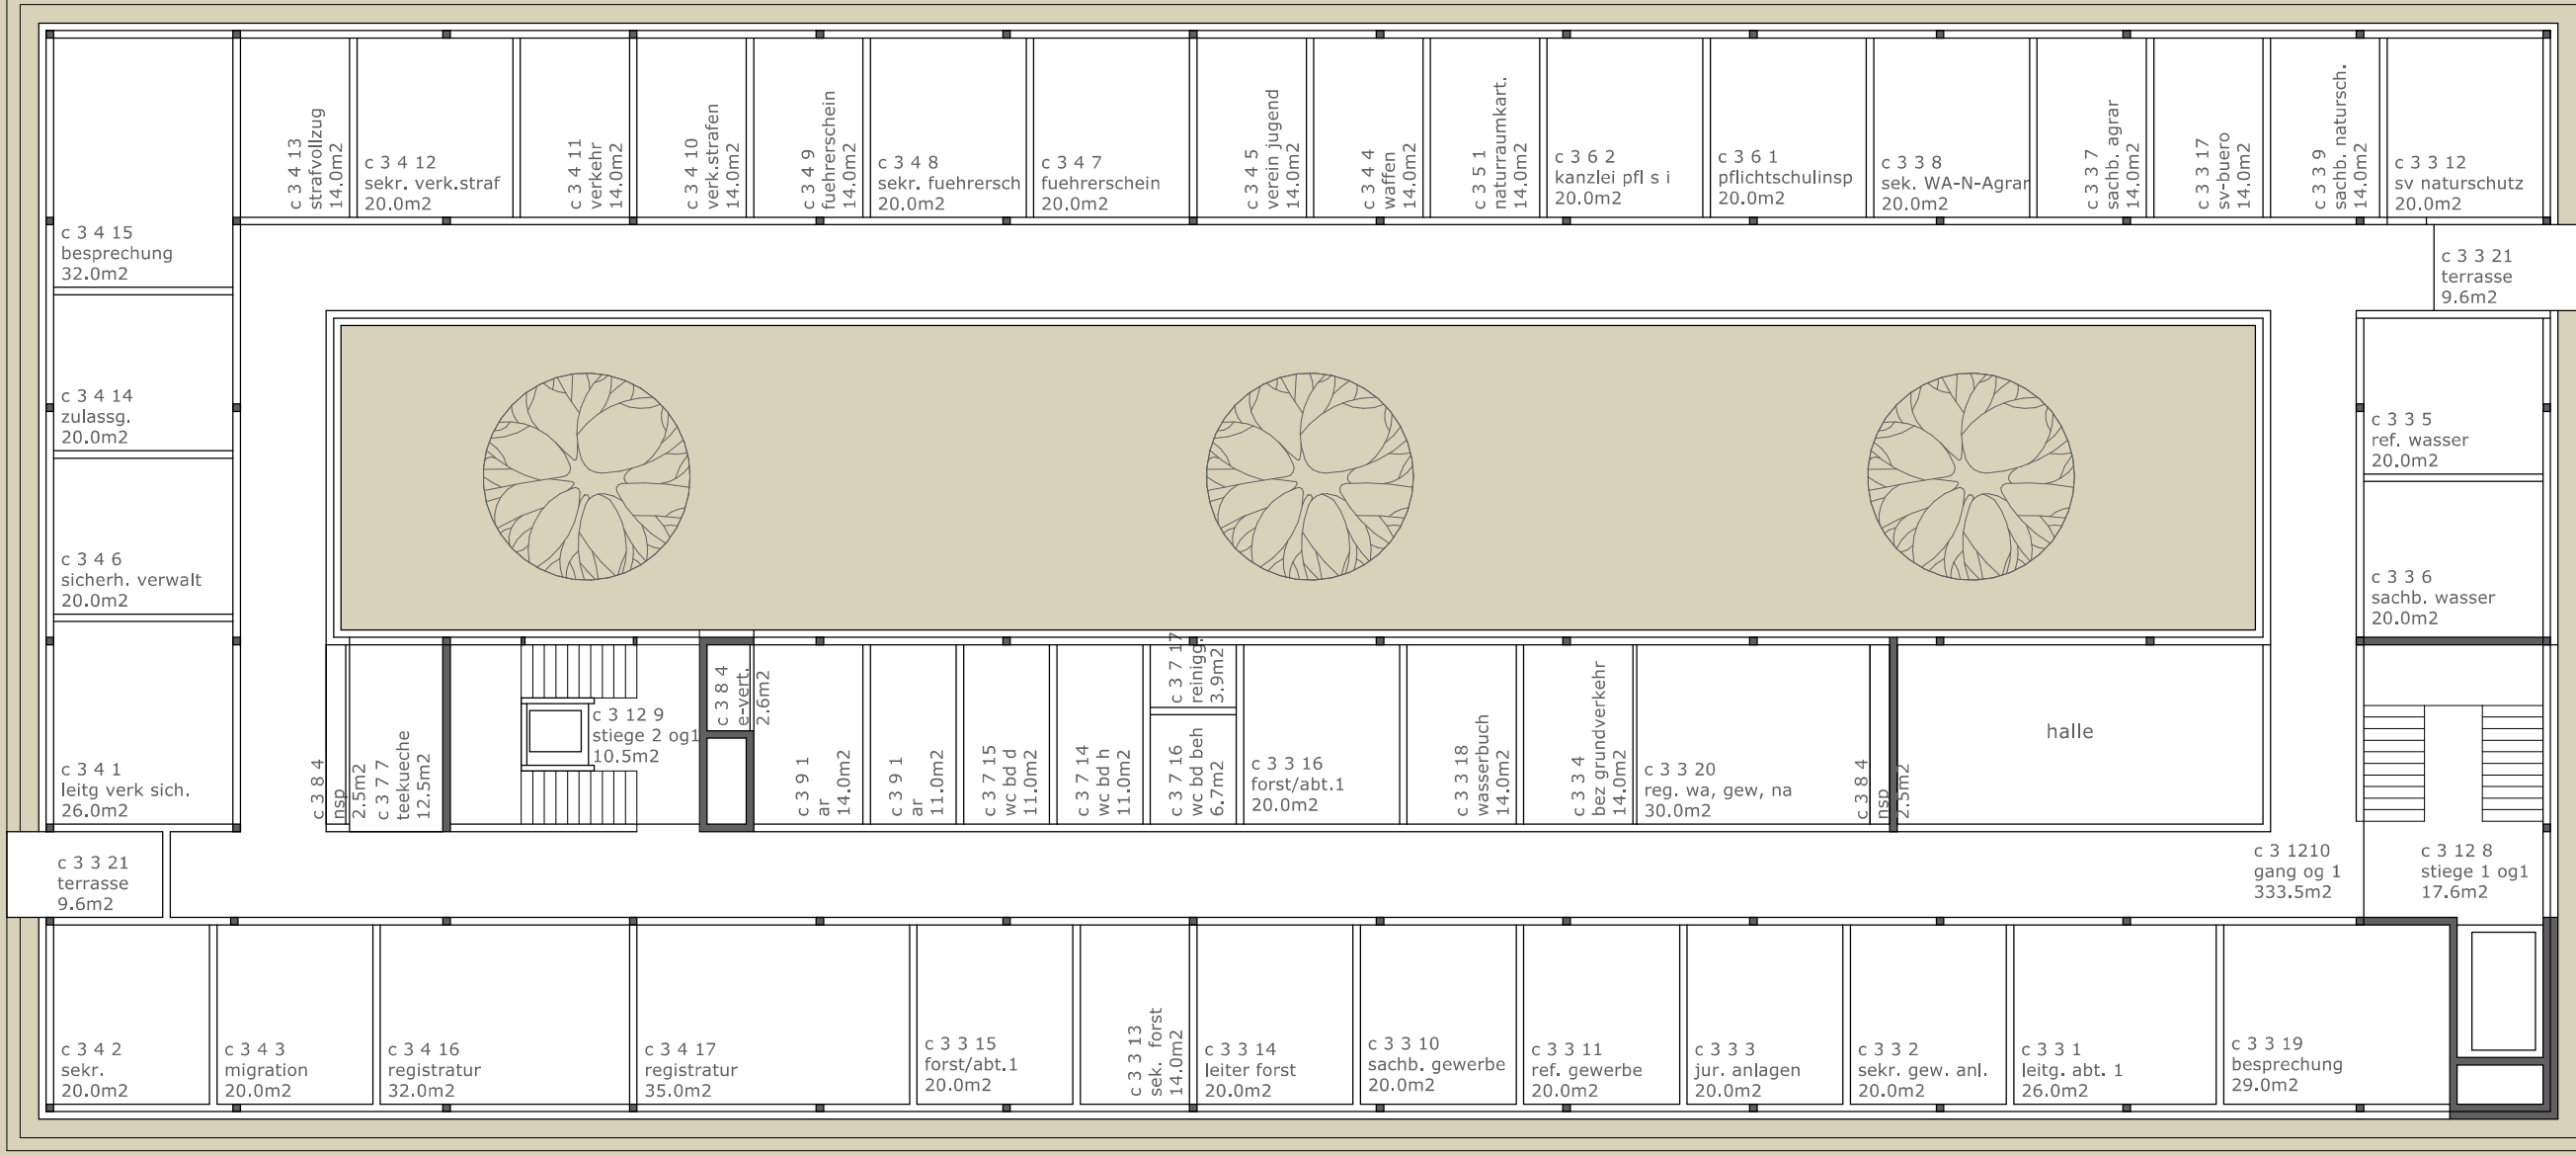 c 3 4 15
besprechung
32.0m2
c 3 4 13
strafvollzug
14.0m2
c 3 4 12
sekr. verk.straf
20.0m2
c 3 4 11
verkehr
14.0m2
c 3 4 10
verk.strafen
14.0m2
c 3 4 9
fuehrerschein
14.0m2
c 3 4 8
sekr. fuehrersch
20.0m2
c 3 4 7
fuehrerschein
20.0m2
c 3 4 5
verein jugend
14.0m2
c 3 4 4
waffen
14.0m2
c 3 5 1
naturraumkart.
14.0m2
c 3 6 2
kanzlei pfl s i
20.0m2
c 3 6 1
pflichtschulinsp
20.0m2
c 3 3 8
sek. WA-N-Agrar
20.0m2
c 3 3 7
sachb. agrar
14.0m2
c 3 3 17
sv-buero
14.0m2
c 3 3 9
sachb. natursch.
14.0m2
c 3 3 12
sv naturschutz
20.0m2
c 3 3 21
terrasse
9.6m2
c 3 4 14
zulassg.
20.0m2
c 3 3 5
ref. wasser
20.0m2
c 3 4 6
sicherh. verwalt
20.0m2
c 3 3 6
sachb. wasser
20.0m2
c 3 4 1
leitg verk sich.
26.0m2
c 3 8 4
nsp
2.5m2
c 3 7 7
teekueche
12.5m2
c 3 12 9
stiege 2 og1
10.5m2
c 3 8 4
e-vert.
2.6m2
c 3 9 1
ar
14.0m2
c 3 9 1
ar
11.0m2
c 3 7 15
wc bd d
11.0m2
c 3 7 14
wc bd h
11.0m2
c 3 7 17
reinigg.
3.9m2
c 3 7 16
wc bd beh
6.7m2
c 3 3 16
forst/abt.1
20.0m2
c 3 3 18
wasserbuch
14.0m2
c 3 3 4
bez grundverkehr
14.0m2
c 3 3 20
reg. wa, gew, na
30.0m2
c 3 8 4
nsp
2.5m2
halle
c 3 3 21
terrasse
9.6m2
c 3 1210
gang og 1
333.5m2
c 3 12 8
stiege 1 og1
17.6m2
c 3 4 2
sekr.
20.0m2
c 3 4 3
migration
20.0m2
c 3 4 16
registratur
32.0m2
c 3 4 17
registratur
35.0m2
c 3 3 15
forst/abt.1
20.0m2
c 3 3 13
sek. forst
14.0m2
c 3 3 14
leiter forst
20.0m2
c 3 3 10
sachb. gewerbe
20.0m2
c 3 3 11
ref. gewerbe
20.0m2
c 3 3 3
jur. anlagen
20.0m2
c 3 3 2
sekr. gew. anl.
20.0m2
c 3 3 1
leitg. abt. 1
26.0m2
c 3 3 19
besprechung
29.0m2